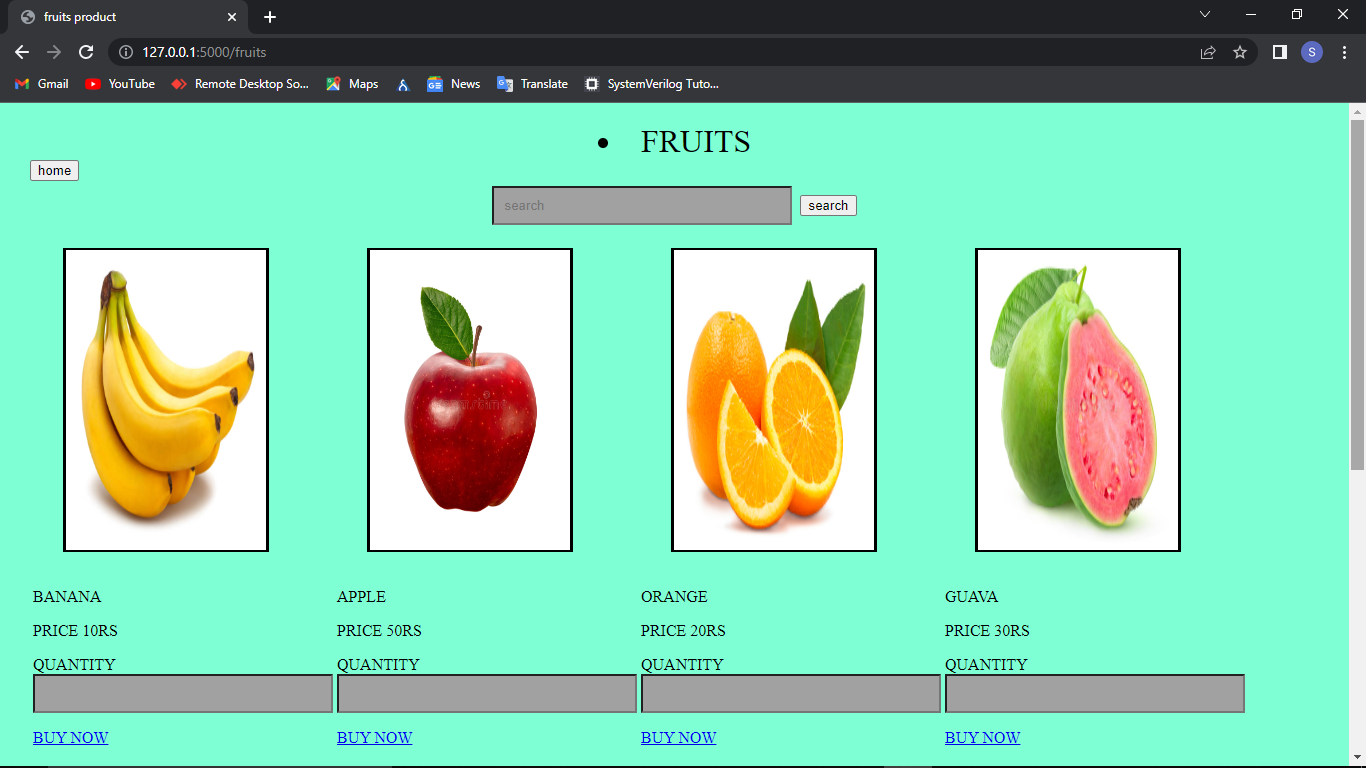 fruits product
127.0.0.1:5000/fruits
S
Gmail YouTube Remote Desktop So... Maps News Translate SystemVerilog Tuto...
• FRUITS
home
search search
BANANA APPLE ORANGE GUAVA
PRICE 10RS PRICE 50RS PRICE 20RS PRICE 30RS
QUANTITY QUANTITY QUANTITY QUANTITY
BUY NOW BUY NOW BUY NOW BUY NOW